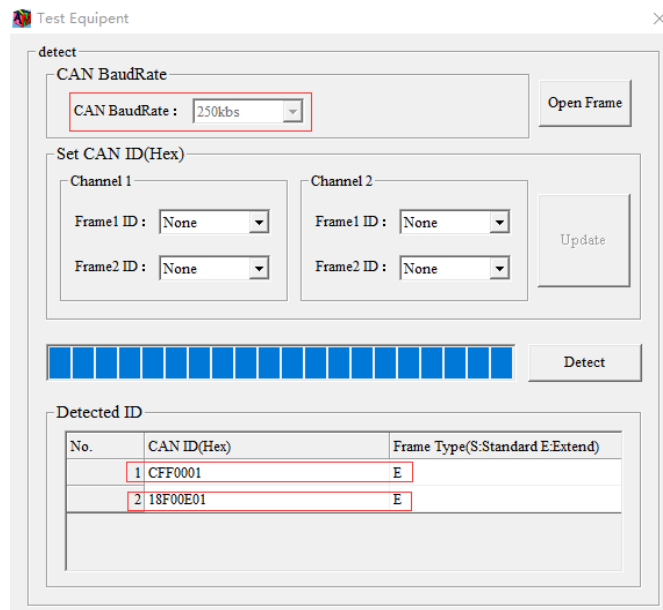 Test Equipent
detect
CAN BaudRate
CAN BaudRate： 250kbs
Open Frame
Set CAN ID(Hex)
Channel 1
Frame1 ID： None
Frame2 ID： None
Channel 2
Frame1 ID： None
Frame2 ID： None
Update
Detect
Detected ID
No. CAN ID(Hex) Frame Type(S:Standard E:Extend)
1 CFF0001 E
2 18F00E01 E